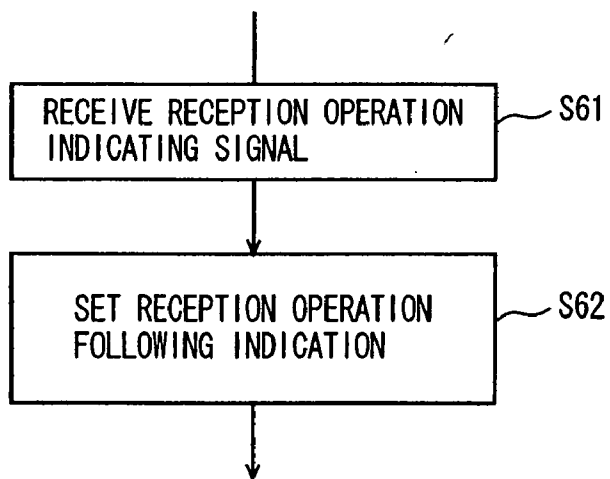 RECEIVE RECEPTION OPERATION
INDICATING SIGNAL
S61
SET RECEPTION OPERATION
FOLLOWING INDICATION
S62